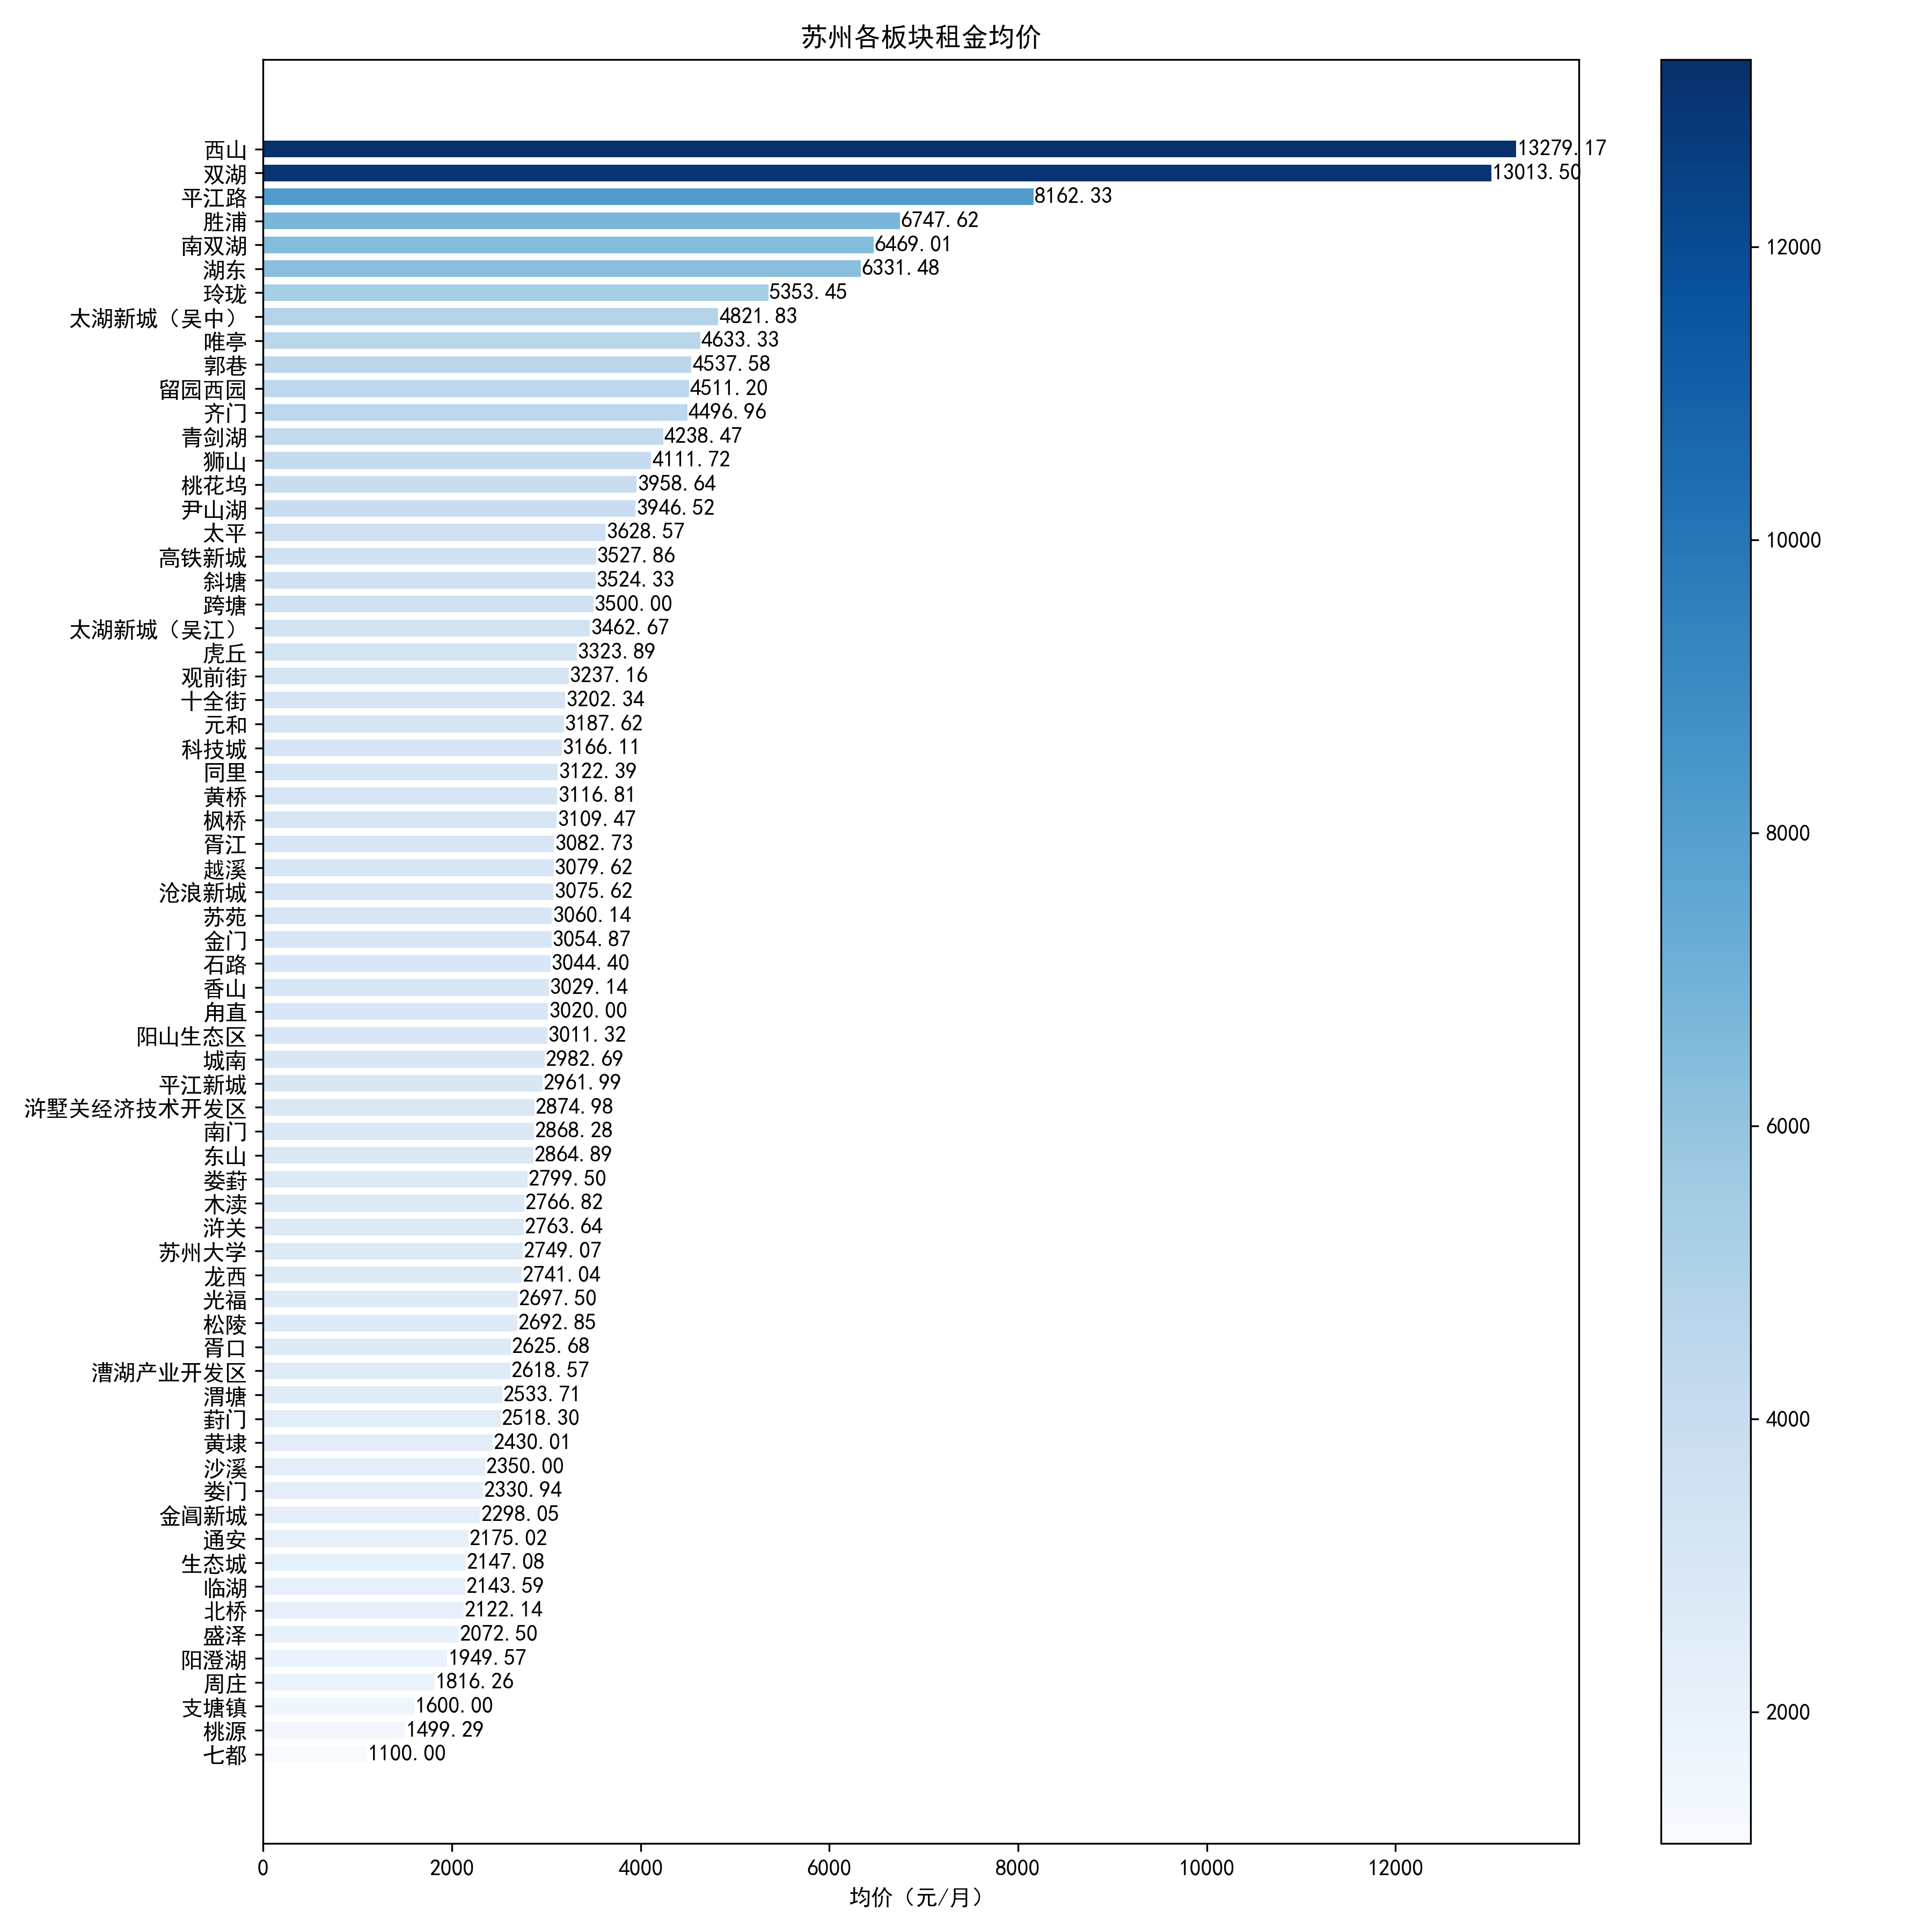 苏州各板块租金均价
西山 13279.17
双湖 13013.50
平江路 8162.33
胜浦 6747.62
南双湖 6469.01
湖东 6331.48
玲珑 5353.45
太湖新城（吴中） 4821.83
唯亭 4633.33
郭巷 4537.58
留园西园 4511.20
齐门 4496.96
青剑湖 4238.47
狮山 4111.72
桃花坞 3958.64
尹山湖 3946.52
太平 3628.57
高铁新城 3527.86
斜塘 3524.33
跨塘 3500.00
太湖新城（吴江） 3462.67
虎丘 3323.89
观前街 3237.16
十全街 3202.34
元和 3187.62
科技城 3166.11
同里 3122.39
黄桥 3116.81
枫桥 3109.47
胥江 3082.73
越溪 3079.62
沧浪新城 3075.62
苏苑 3060.14
金门 3054.87
石路 3044.40
香山 3029.14
甪直 3020.00
阳山生态区 3011.32
城南 2982.69
平江新城 2961.99
浒墅关经济技术开发区 2874.98
南门 2868.28
东山 2864.89
娄葑 2799.50
木渎 2766.82
浒关 2763.64
苏州大学 2749.07
龙西 2741.04
光福 2697.50
松陵 2692.85
胥口 2625.68
漕湖产业开发区 2618.57
渭塘 2533.71
葑门 2518.30
黄埭 2430.01
沙溪 2350.00
娄门 2330.94
金阊新城 2298.05
通安 2175.02
生态城 2147.08
临湖 2143.59
北桥 2122.14
盛泽 2072.50
阳澄湖 1949.57
周庄 1816.26
支塘镇 1600.00
桃源 1499.29
七都 1100.00
0 2000 4000 6000 8000 10000 12000
均价（元/月）
12000
10000
8000
6000
4000
2000